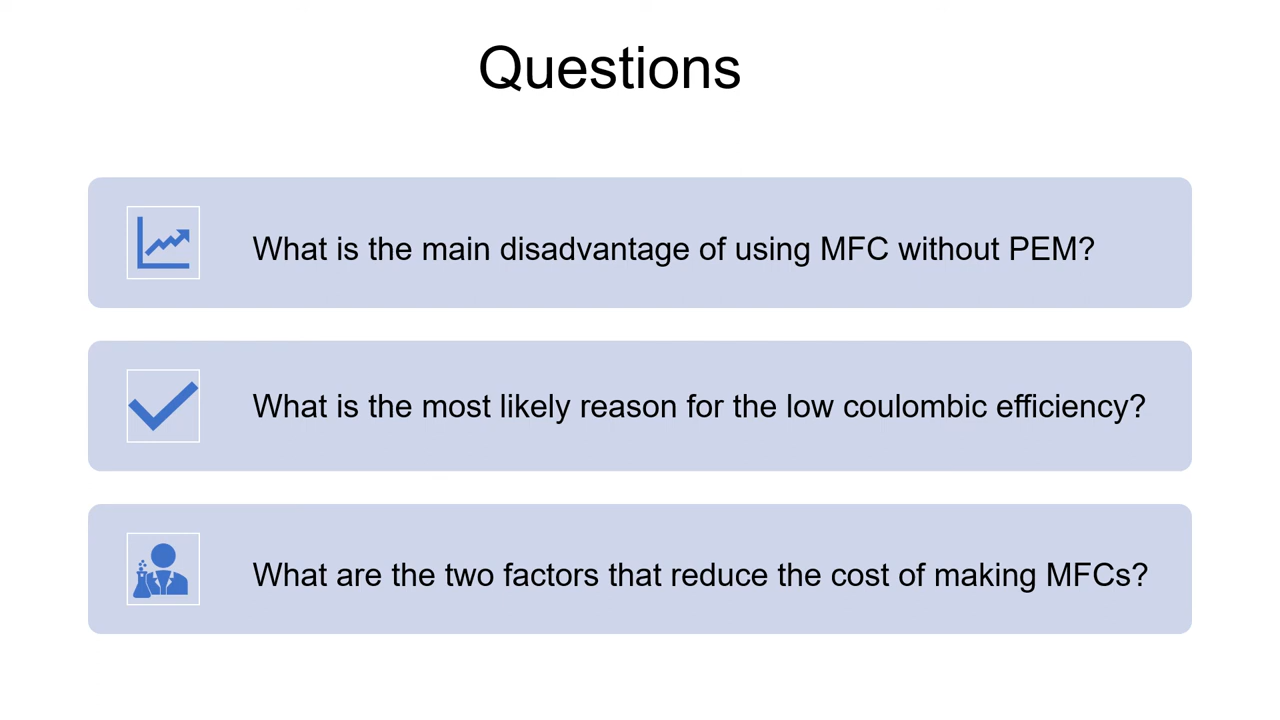 Questions
What is the main disadvantage of using MFC without PEM?
What is the most likely reason for the low coulombic efficiency?
What are the two factors that reduce the cost of making MFCs?